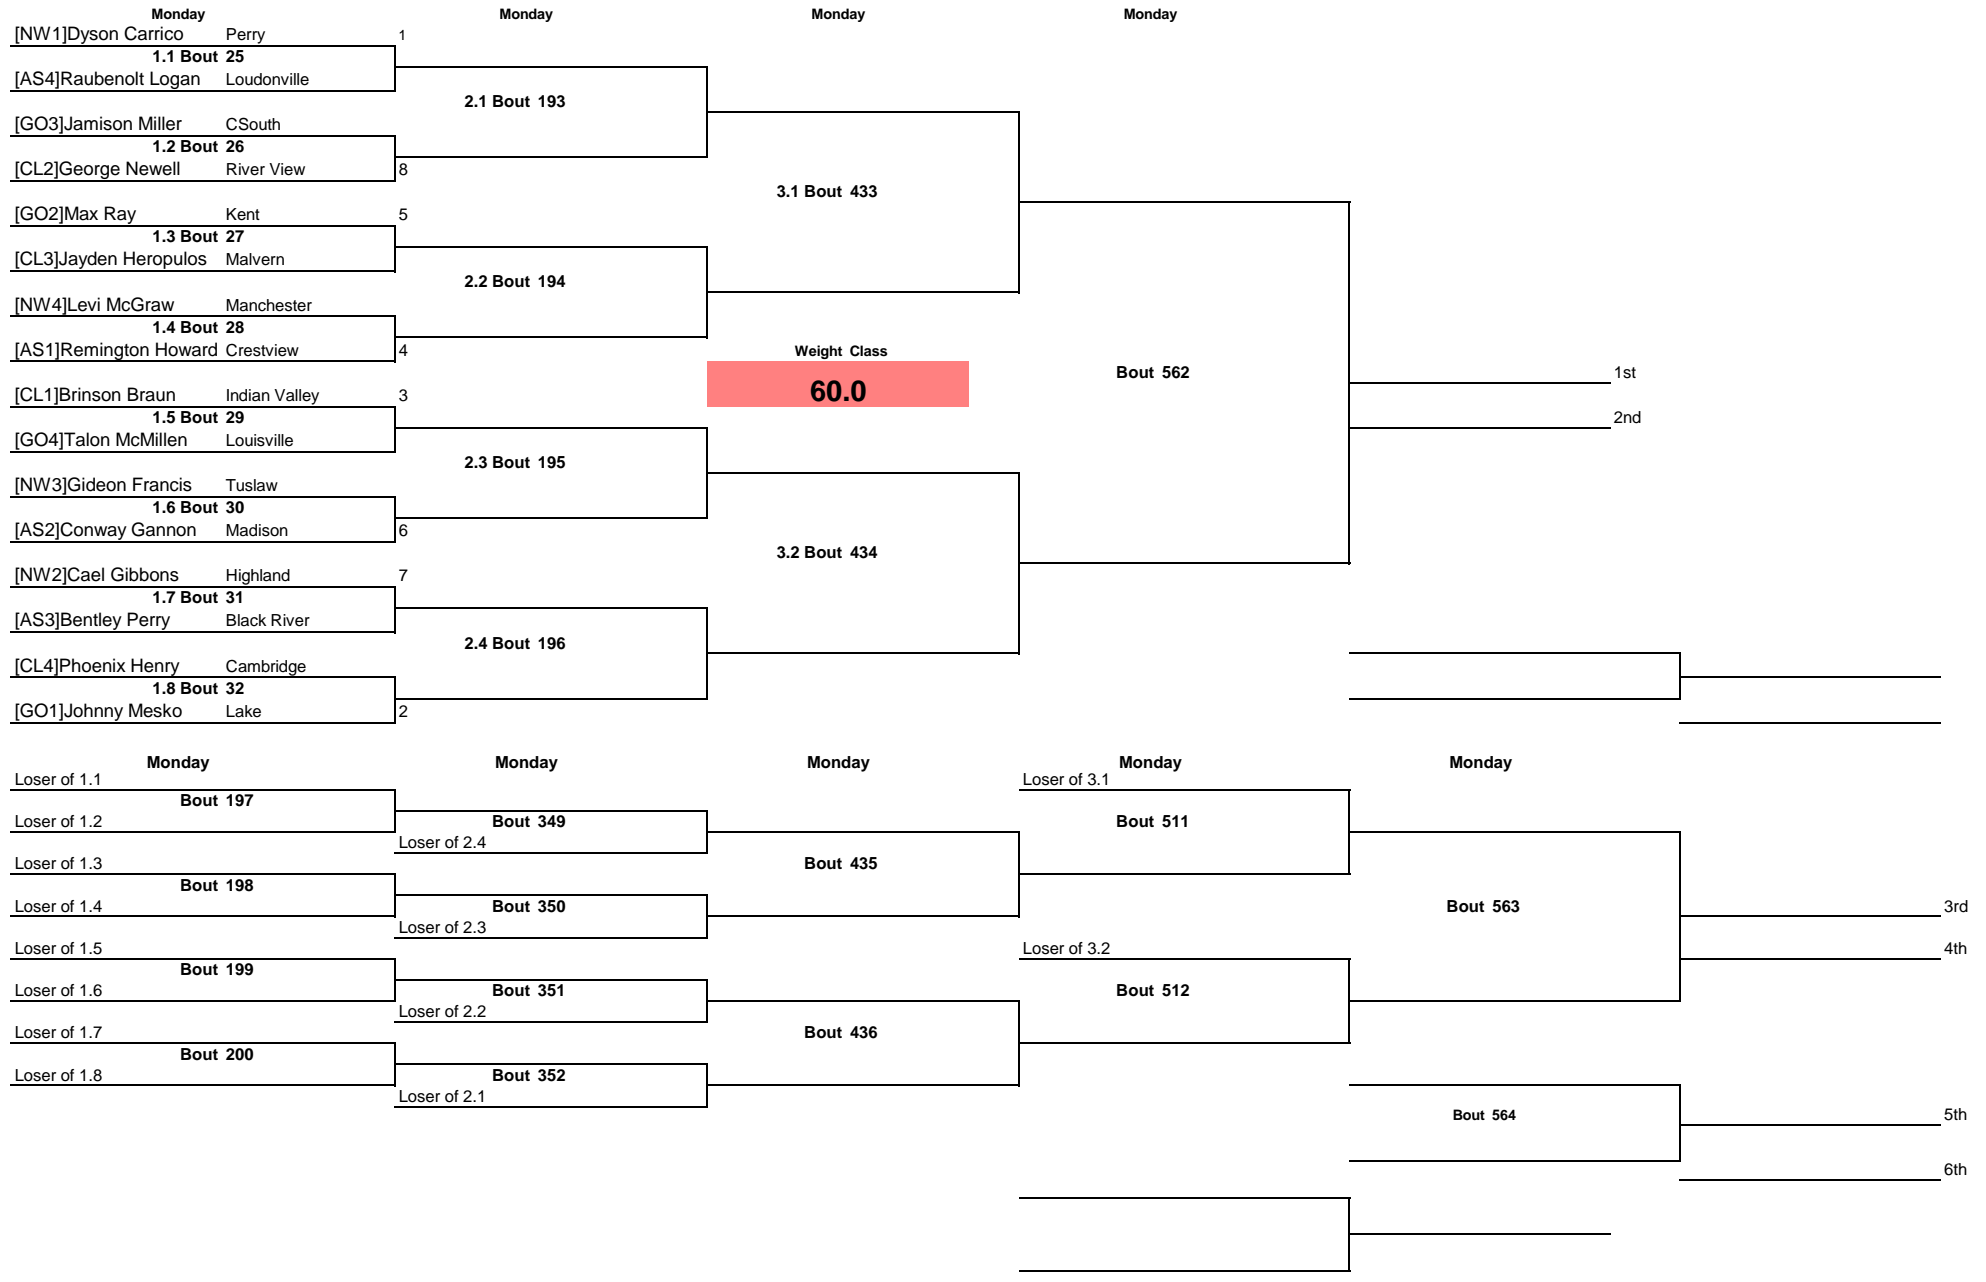 Monday Monday Monday Monday
[NW1]Dyson Carrico Perry 1
1.1 Bout 25
[AS4]Raubenolt Logan Loudonville
2.1 Bout 193
[GO3]Jamison Miller CSouth
1.2 Bout 26
[CL2]George Newell River View 8
3.1 Bout 433
[GO2]Max Ray Kent 5
1.3 Bout 27
[CL3]Jayden Heropulos Malvern
2.2 Bout 194
[NW4]Levi McGraw Manchester
1.4 Bout 28
[AS1]Remington Howard Crestview 4
Weight Class
Bout 562
1st
60.0
[CL1]Brinson Braun Indian Valley 3
1.5 Bout 29
2nd
[GO4]Talon McMillen Louisville
2.3 Bout 195
[NW3]Gideon Francis Tuslaw
1.6 Bout 30
[AS2]Conway Gannon Madison 6
3.2 Bout 434
[NW2]Cael Gibbons Highland 7
1.7 Bout 31
[AS3]Bentley Perry Black River
2.4 Bout 196
[CL4]Phoenix Henry Cambridge
1.8 Bout 32
[GO1]Johnny Mesko Lake 2
Monday Monday Monday Monday Monday
Loser of 1.1 Loser of 3.1
Bout 197
Loser of 1.2 Bout 349 Bout 511
Loser of 2.4
Loser of 1.3 Bout 435
Bout 198
Loser of 1.4 Bout 350 Bout 563 3rd
Loser of 2.3
Loser of 1.5 Loser of 3.2 4th
Bout 199
Loser of 1.6 Bout 351 Bout 512
Loser of 2.2
Loser of 1.7 Bout 436
Bout 200
Loser of 1.8 Bout 352
Loser of 2.1
Bout 564 5th
6th